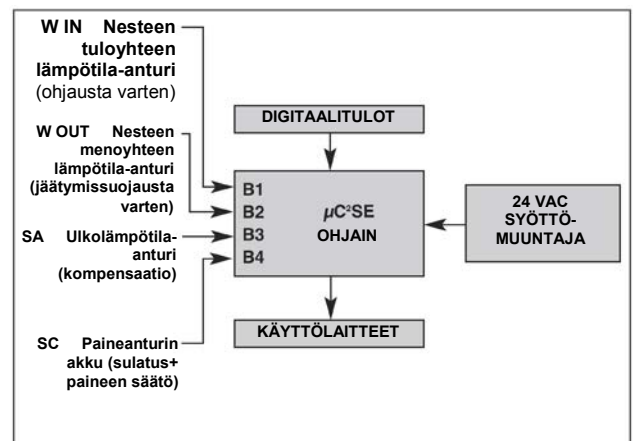 W IN Nesteen
tuloyhteen
lämpötila-anturi
(ohjausta varten)
W OUT Nesteen
menoyhteen
lämpötila-anturi
(jäätymissuojausta
varten)
SA Ulkolämpötila-
anturi
(kompensaatio)
SC Paineanturin
akku (sulatus+
paineen säätö)
DIGITAALITULOT
B1
B2
B3
B4
µC²SE
OHJAIN
24 VAC
SYÖTTÖ-
MUUNTAJA
KÄYTTÖLAITTEET